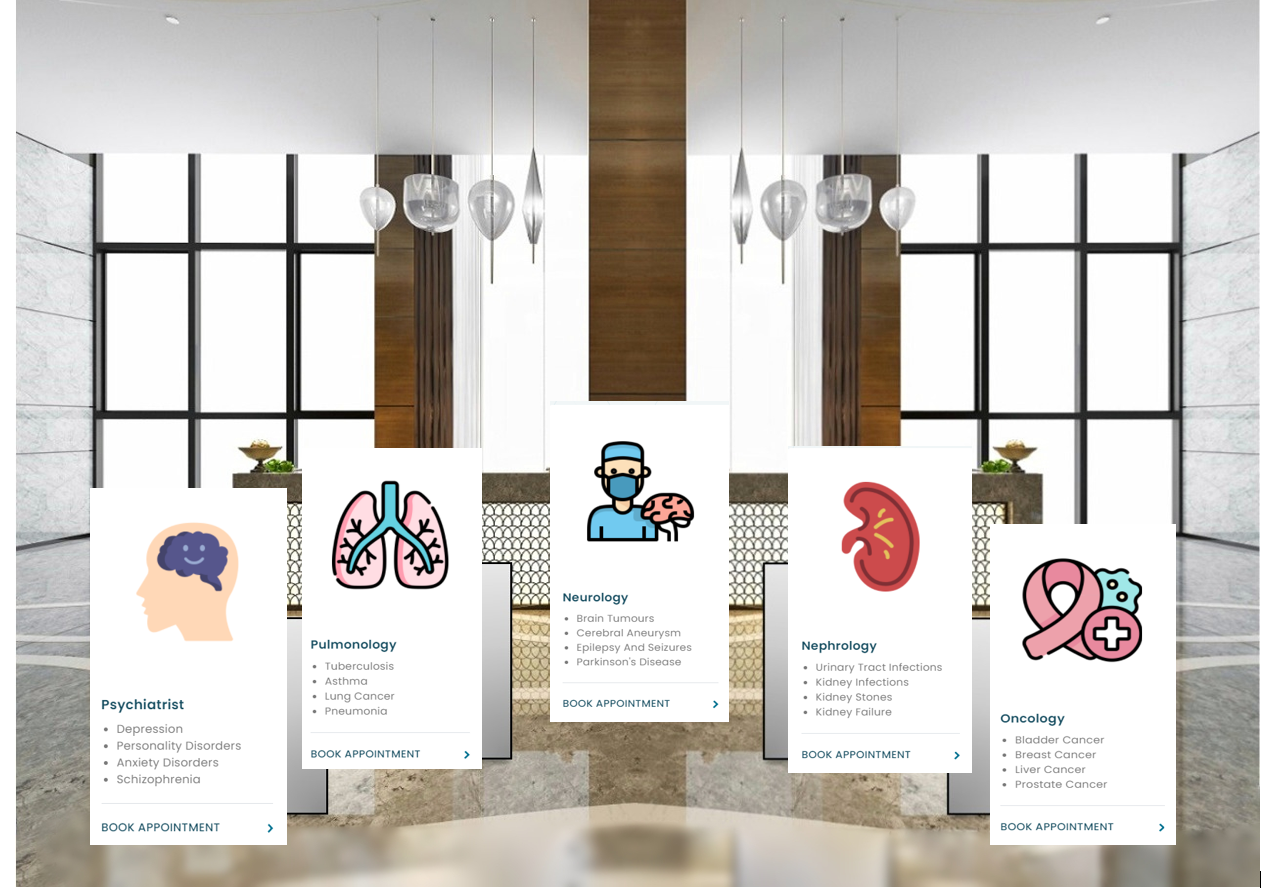 Psychiatrist
Depression
Personality Disorders
Anxiety Disorders
Schizophrenia
BOOK APPOINTMENT
Pulmonology
Tuberculosis
Asthma
Lung Cancer
Pneumonia
BOOK APPOINTMENT
Neurology
Brain Tumours
Cerebral Aneurysm
Epilepsy And Seizures
Parkinson's Disease
BOOK APPOINTMENT
Nephrology
Urinary Tract Infections
Kidney Infections
Kidney Stones
Kidney Failure
BOOK APPOINTMENT
Oncology
Bladder Cancer
Breast Cancer
Liver Cancer
Prostate Cancer
BOOK APPOINTMENT